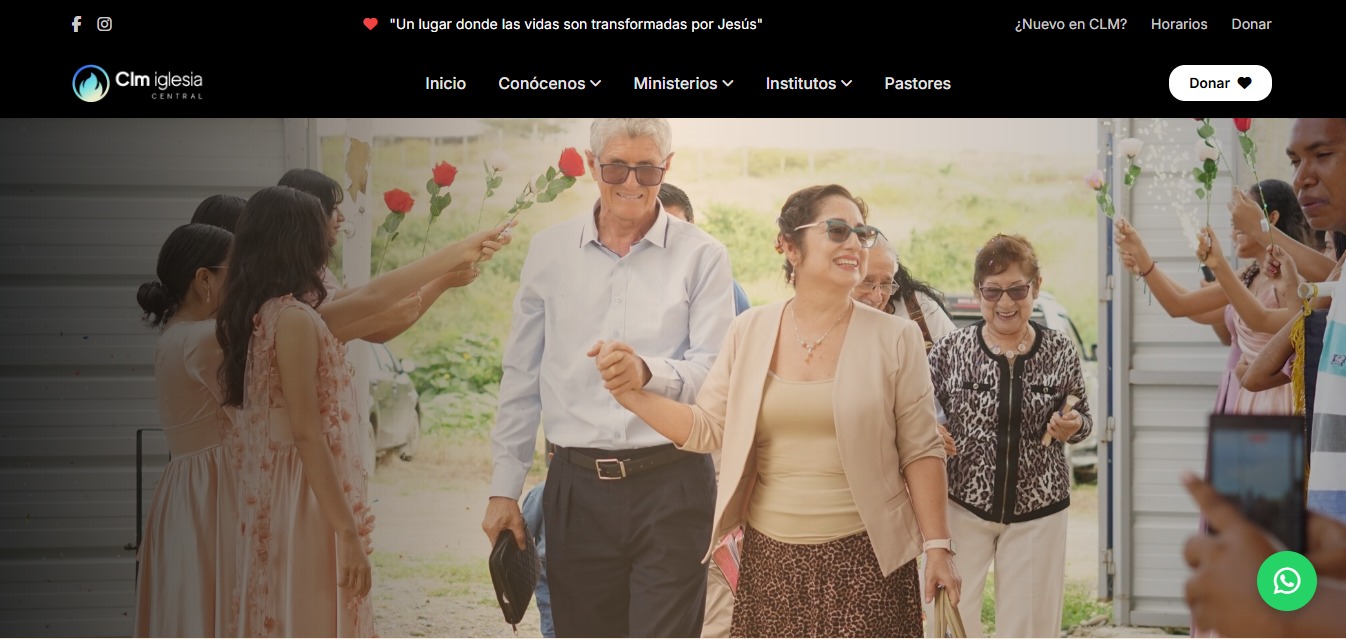 "Un lugar donde las vidas son transformadas por Jesús"
¿Nuevo en CLM?
Horarios
Donar
Clm iglesia
CENTRAL
Inicio
Conócenos
Ministerios
Institutos
Pastores
Donar